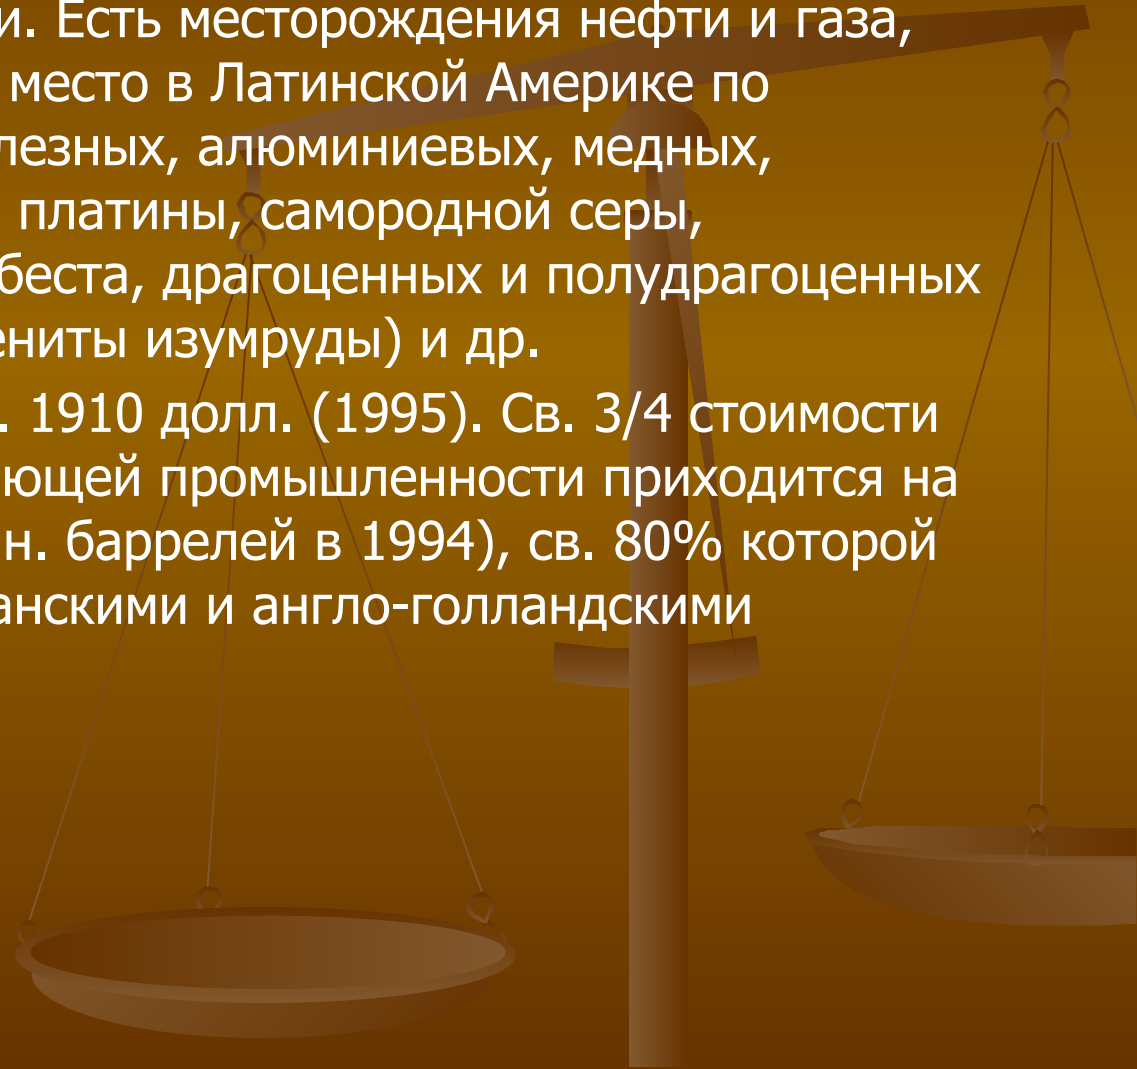 и. Есть месторождения нефти и газа,
место в Латинской Америке по
лезных, алюминиевых, медных,
платины, самородной серы,
беста, драгоценных и полудрагоценных
ениты изумруды) и др.
. 1910 долл. (1995). Св. 3/4 стоимости
ющей промышленности приходится на
н. баррелей в 1994), св. 80% которой
анскими и англо-голландскими